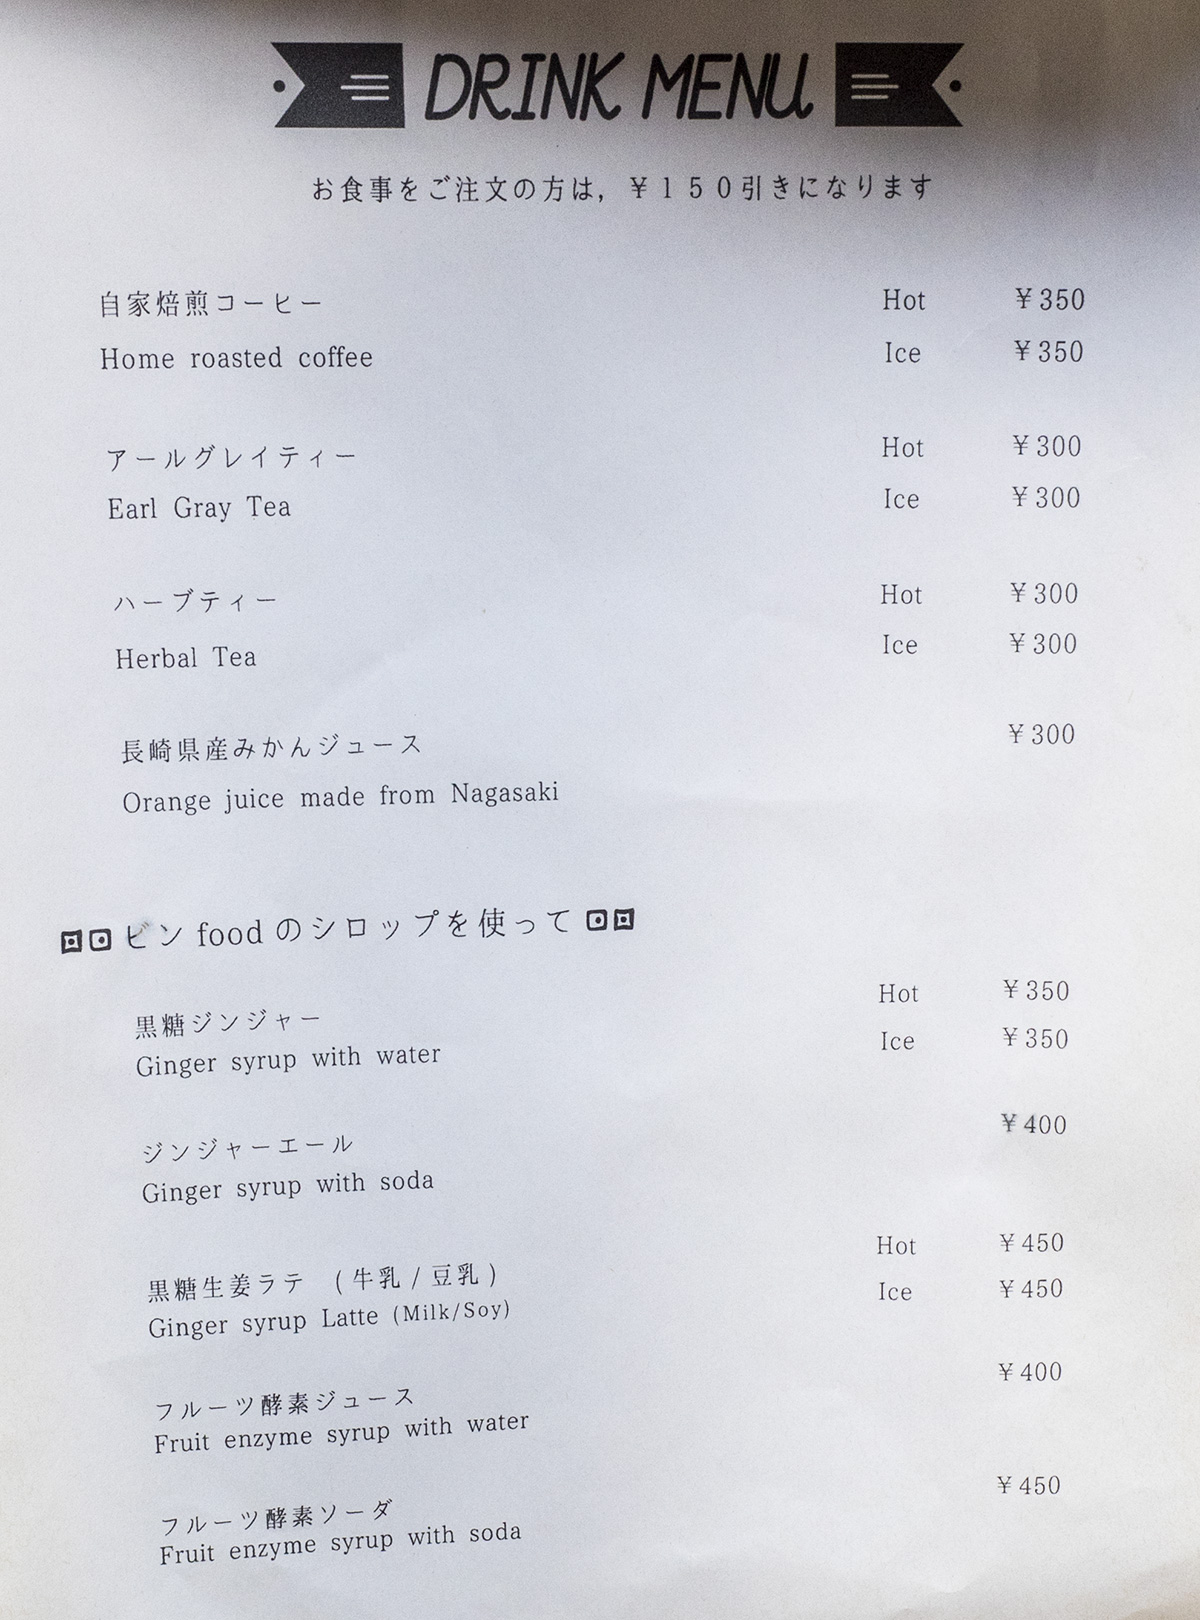 DRINK MENU
お食事をご注文の方は，￥１５０引きになります
自家焙煎コーヒー Hot ￥350
Home roasted coffee Ice ￥350
アールグレイティー Hot ￥300
Earl Gray Tea Ice ￥300
ハーブティー Hot ￥300
Herbal Tea Ice ￥300
長崎県産みかんジュース ￥300
Orange juice made from Nagasaki
ビン food のシロップを使って
黒糖ジンジャー Hot ￥350
Ginger syrup with water Ice ￥350
ジンジャーエール ￥400
Ginger syrup with soda
黒糖生姜ラテ （牛乳 / 豆乳） Hot ￥450
Ginger syrup Latte (Milk/Soy) Ice ￥450
フルーツ酵素ジュース ￥400
Fruit enzyme syrup with water
フルーツ酵素ソーダ ￥450
Fruit enzyme syrup with soda